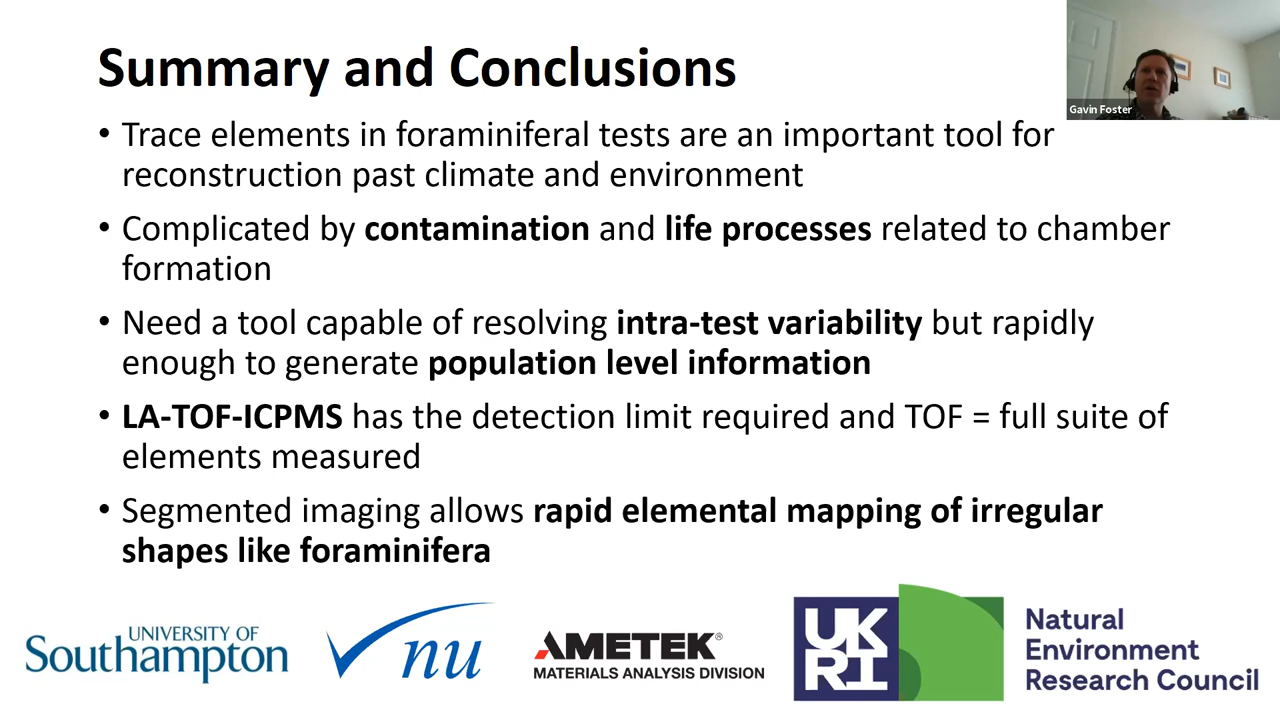 Summary and Conclusions
Gavin Foster
• Trace elements in foraminiferal tests are an important tool for
reconstruction past climate and environment
• Complicated by contamination and life processes related to chamber
formation
• Need a tool capable of resolving intra-test variability but rapidly
enough to generate population level information
• LA-TOF-ICPMS has the detection limit required and TOF = full suite of
elements measured
• Segmented imaging allows rapid elemental mapping of irregular
shapes like foraminifera
UNIVERSITY OF
Southampton
nu
AMETEK®
MATERIALS ANALYSIS DIVISION
UK
RI
Natural
Environment
Research Council